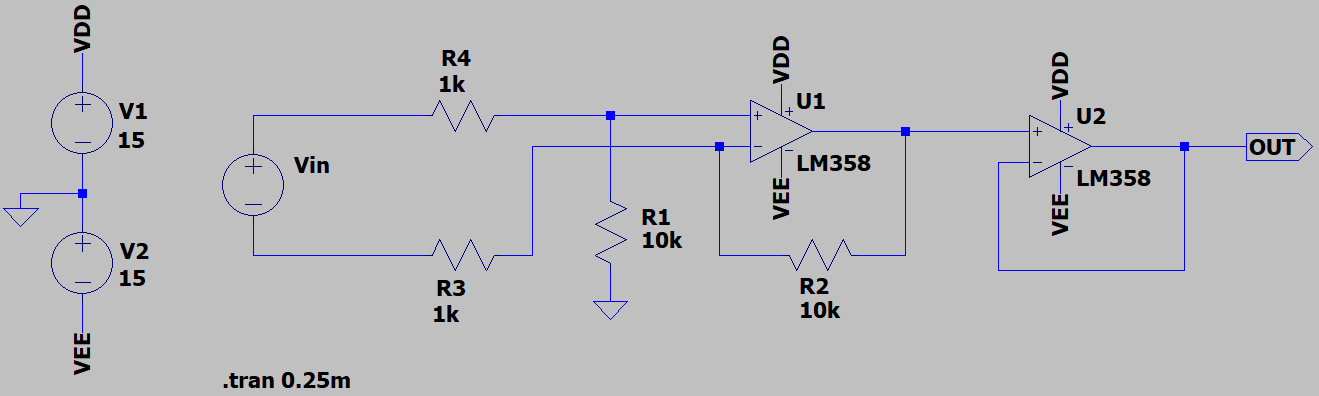 VDD
V1
15
V2
15
VEE
Vin
R4
1k
R3
1k
R1
10k
VDD
U1
LM358
VEE
R2
10k
VDD
U2
LM358
VEE
OUT
.tran 0.25m